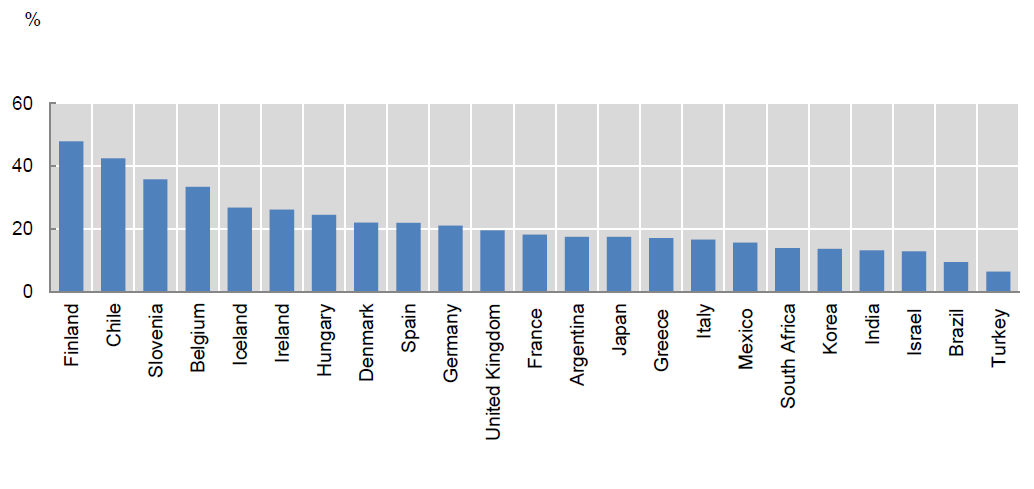 %
60
40
20
0
Finland
Chile
Slovenia
Belgium
Iceland
Ireland
Hungary
Denmark
Spain
Germany
United Kingdom
France
Argentina
Japan
Greece
Italy
Mexico
South Africa
Korea
India
Israel
Brazil
Turkey